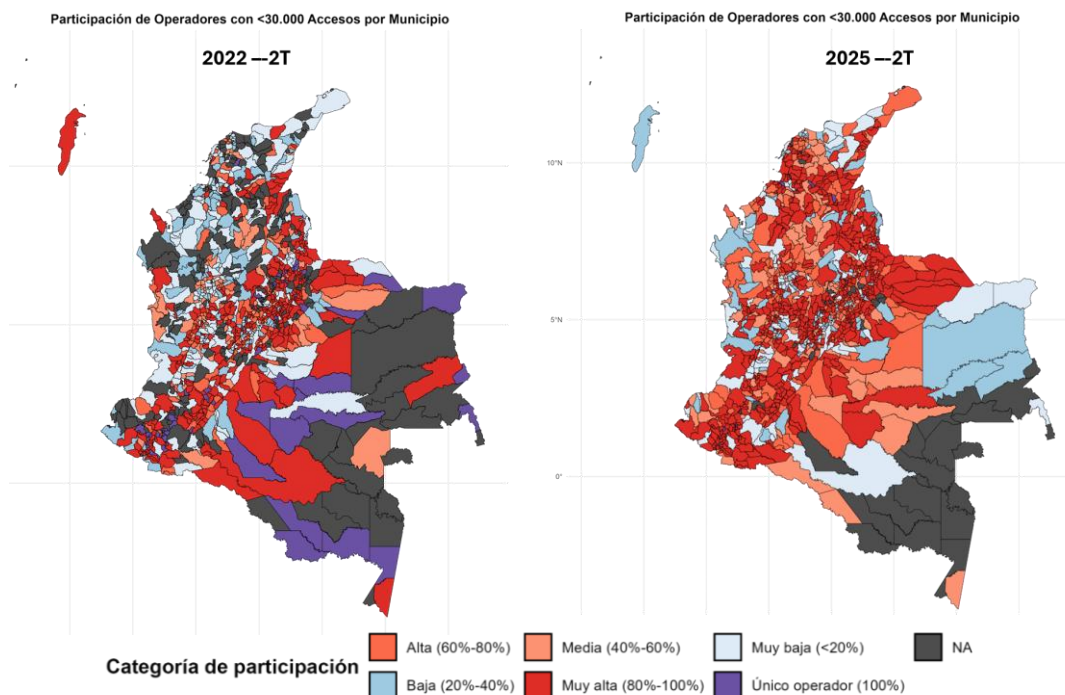 Participación de Operadores con <30.000 Accesos por Municipio
2022 –-2T
Participación de Operadores con <30.000 Accesos por Municipio
2025 –-2T
10°N
5°N
0°
Categoría de participación
Alta (60%-80%)
Media (40%-60%)
Muy baja (<20%)
NA
Baja (20%-40%)
Muy alta (80%-100%)
Único operador (100%)